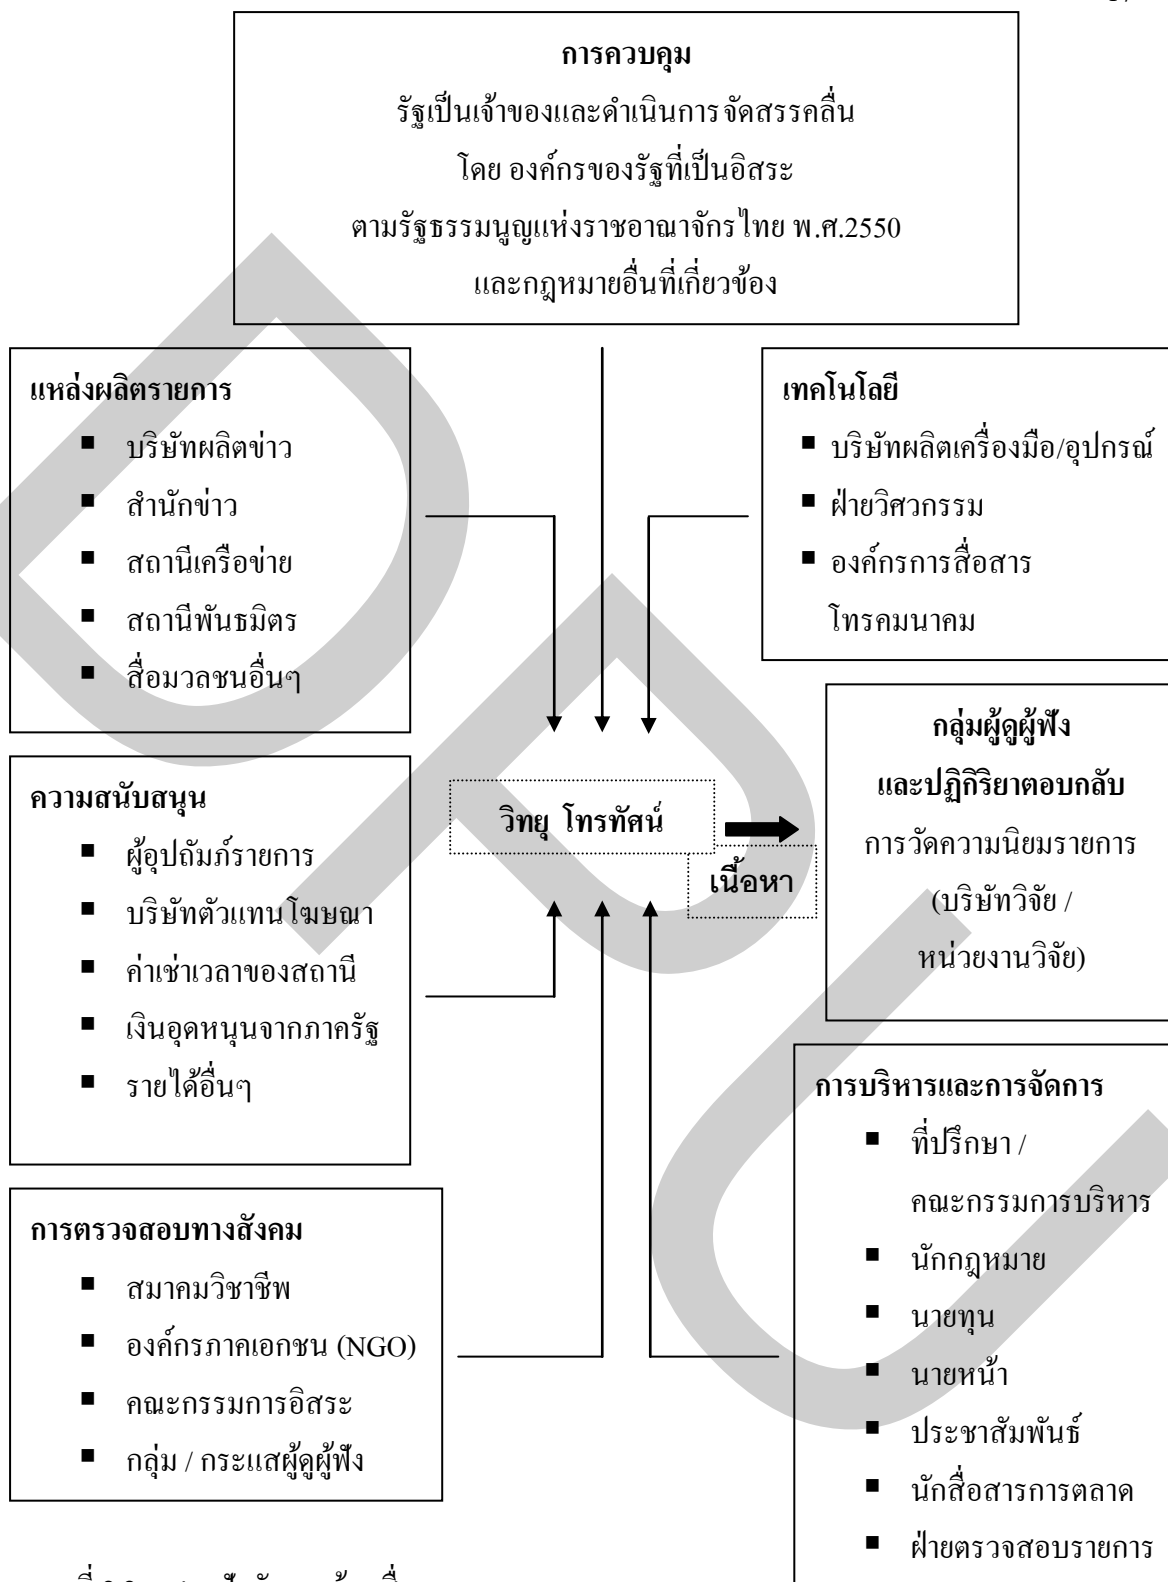 การควบคุม
รัฐเป็นเจ้าของและดำเนินการจัดสรรคลื่น
โดย องค์กรของรัฐที่เป็นอิสระ
ตามรัฐธรรมนูญแห่งราชอาณาจักรไทย พ.ศ.2550
และกฎหมายอื่นที่เกี่ยวข้อง
แหล่งผลิตรายการ
▪ บริษัทผลิตข่าว
▪ สำนักข่าว
▪ สถานีเครือข่าย
▪ สถานีพันธมิตร
▪ สื่อมวลชนอื่นๆ
เทคโนโลยี
▪ บริษัทผลิตเครื่องมือ/อุปกรณ์
▪ ฝ่ายวิศวกรรม
▪ องค์กรการสื่อสาร
โทรคมนาคม
กลุ่มผู้ดูผู้ฟัง
และปฏิกิริยาตอบกลับ
การวัดความนิยมรายการ
(บริษัทวิจัย /
หน่วยงานวิจัย)
ความสนับสนุน
▪ ผู้อุปถัมภ์รายการ
▪ บริษัทตัวแทนโฆษณา
▪ ค่าเช่าเวลาของสถานี
▪ เงินอุดหนุนจากภาครัฐ
▪ รายได้อื่นๆ
วิทยุ โทรทัศน์
เนื้อหา
การบริหารและการจัดการ
▪ ที่ปรึกษา /
คณะกรรมการบริหาร
▪ นักกฎหมาย
▪ นายทุน
▪ นายหน้า
▪ ประชาสัมพันธ์
▪ นักสื่อสารการตลาด
▪ ฝ่ายตรวจสอบรายการ
การตรวจสอบทางสังคม
▪ สมาคมวิชาชีพ
▪ องค์กรภาคเอกชน (NGO)
▪ คณะกรรมการอิสระ
▪ กลุ่ม / กระแสผู้ดูผู้ฟัง
DPU